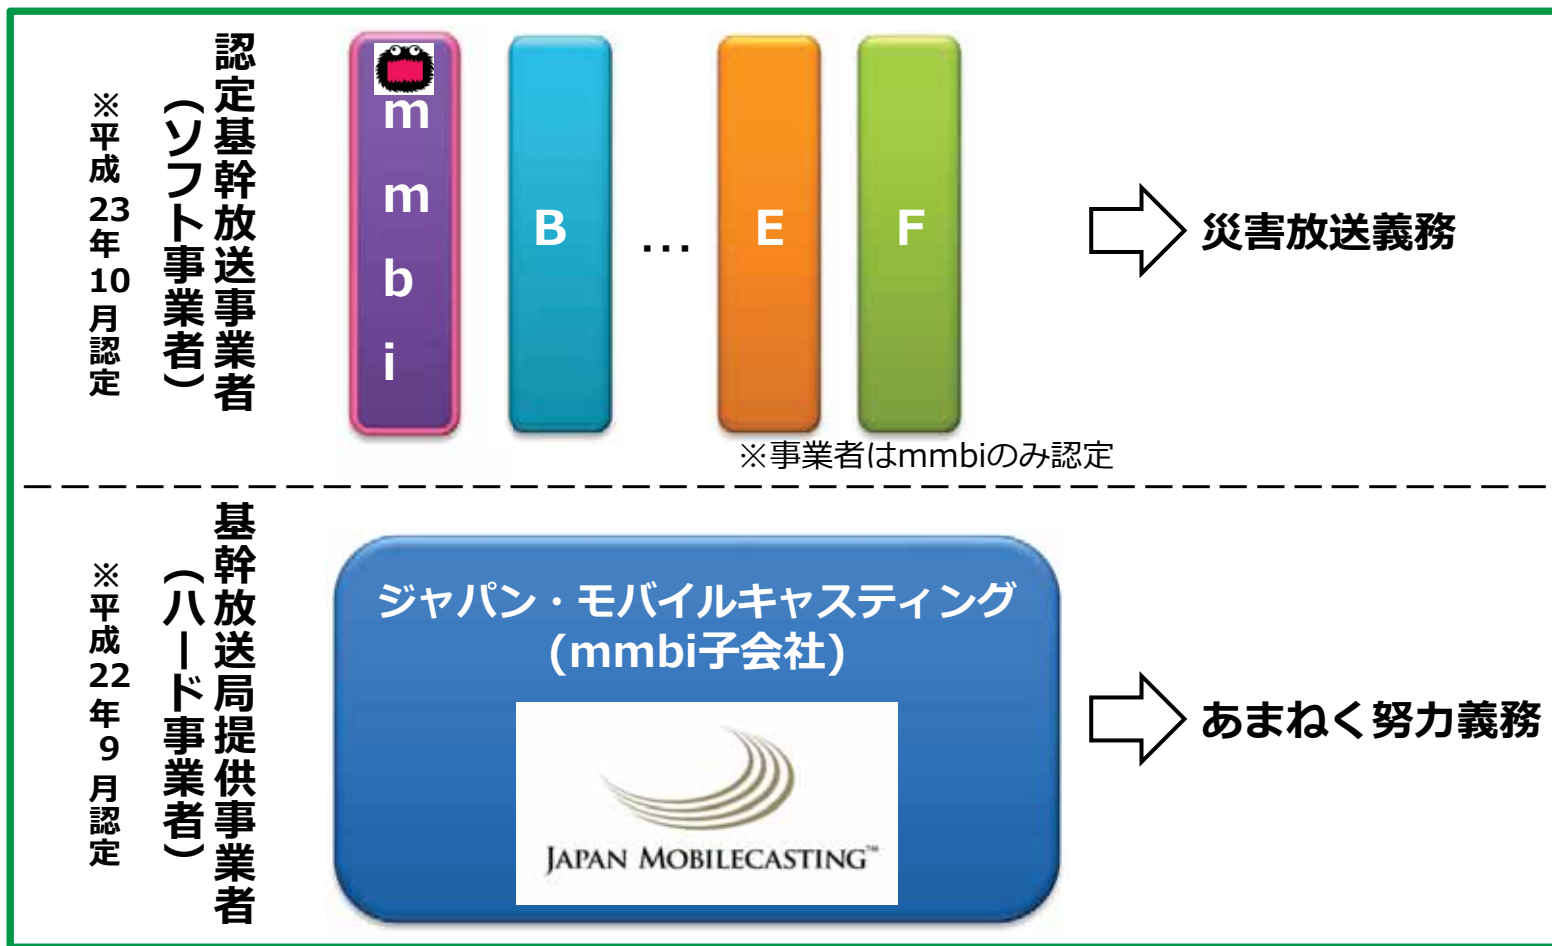 認定基幹放送事業者
（ソフト事業者）
※平成23年10月認定
mmbi
B
…
E
F
災害放送義務
※事業者はmmbiのみ認定
基幹放送局提供事業者
（ハード事業者）
※平成22年9月認定
ジャパン・モバイルキャスティング
(mmbi子会社)
JAPAN MOBILECASTING™
あまねく努力義務